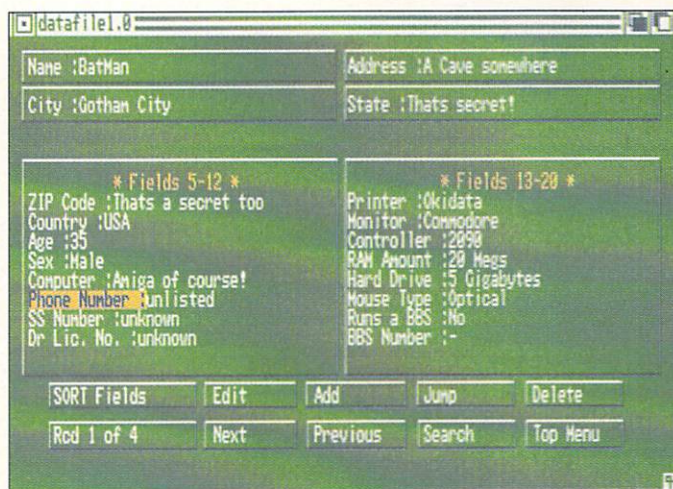 datafile1.0
Name :BatMan
Address :A Cave somewhere
City :Gotham City
State :Thats secret!
* Fields 5-12 *
ZIP Code :Thats a secret too
Country :USA
Age :35
Sex :Male
Computer :Amiga of course!
Phone Number :unlisted
SS Number :unknown
Dr Lic. No. :unknown
* Fields 13-20 *
Printer :Okidata
Monitor :Commodore
Controller :2090
RAM Amount :20 Megs
Hard Drive :5 Gigabytes
Mouse Type :Optical
Runs a BBS :No
BBS Number :-
SORT Fields
Edit
Add
Jump
Delete
Rcd 1 of 4
Next
Previous
Search
Top Menu